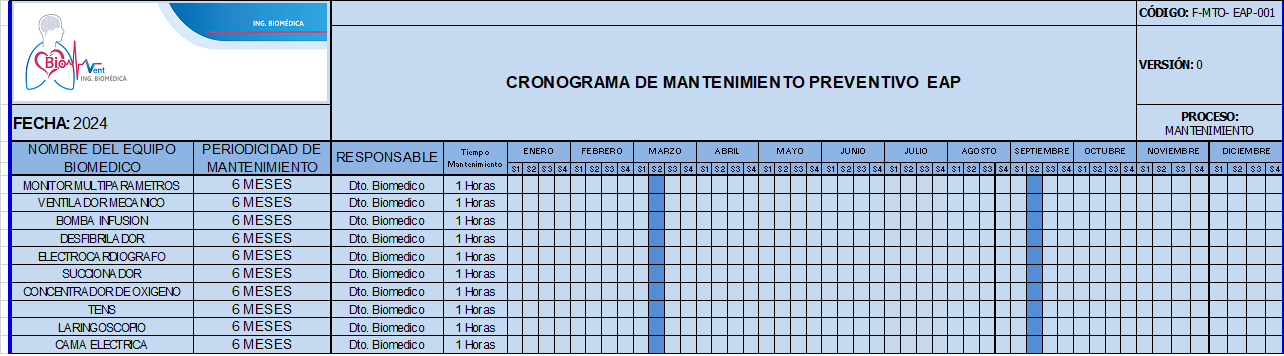 ING. BIOMÉDICA
Bio Vent
ING. BIOMÉDICA
CÓDIGO: F-MTO- EAP-001
CRONOGRAMA DE MANTENIMIENTO PREVENTIVO EAP
VERSIÓN: 0
FECHA: 2024
PROCESO:
MANTENIMIENTO
NOMBRE DEL EQUIPO BIOMEDICO PERIODICIDAD DE MANTENIMIENTO RESPONSABLE Tiempo Mantenimiento ENERO FEBRERO MARZO ABRIL MAYO JUNIO JULIO AGOSTO SEPTIEMBRE OCTUBRE NOVIEMBRE DICIEMBRE
S1 S2 S3 S4 S1 S2 S3 S4 S1 S2 S3 S4 S1 S2 S3 S4 S1 S2 S3 S4 S1 S2 S3 S4 S1 S2 S3 S4 S1 S2 S3 S4 S1 S2 S3 S4 S1 S2 S3 S4 S1 S2 S3 S4 S1 S2 S3 S4
MONITOR MULTIPARAMETROS 6 MESES Dto. Biomedico 1 Horas
VENTILADOR MECANICO 6 MESES Dto. Biomedico 1 Horas
BOMBA INFUSION 6 MESES Dto. Biomedico 1 Horas
DESFIBRILADOR 6 MESES Dto. Biomedico 1 Horas
ELECTROCARDIOGRAFO 6 MESES Dto. Biomedico 1 Horas
SUCCIONADOR 6 MESES Dto. Biomedico 1 Horas
CONCENTRADOR DE OXIGENO 6 MESES Dto. Biomedico 1 Horas
TENS 6 MESES Dto. Biomedico 1 Horas
LARINGOSCOPIO 6 MESES Dto. Biomedico 1 Horas
CAMA ELECTRICA 6 MESES Dto. Biomedico 1 Horas